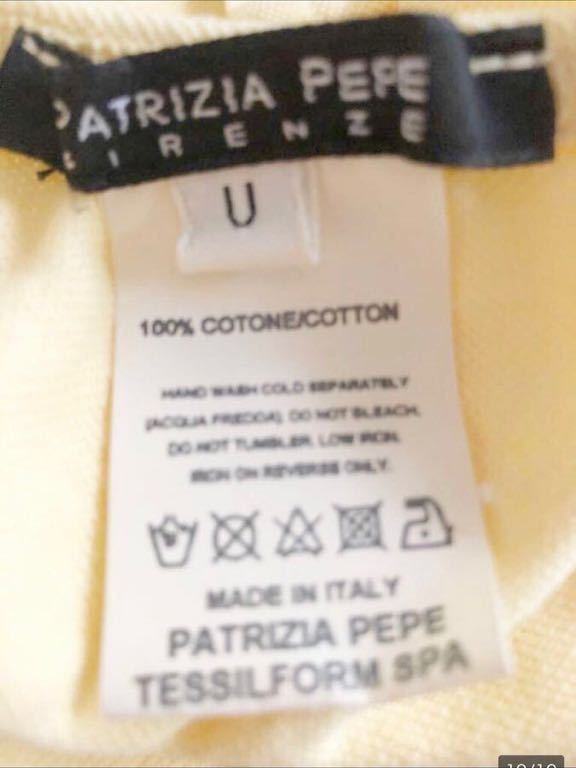 PATRIZIA PEPE
FIRENZE
U
100% COTONE/COTTON
HAND WASH COLD SEPARATELY
(ACQUA FREDDA). DO NOT BLEACH.
DO NOT TUMBLER. LOW IRON.
IRON ON REVERSE ONLY.
MADE IN ITALY
PATRIZIA PEPE
TESSILFORM SPA